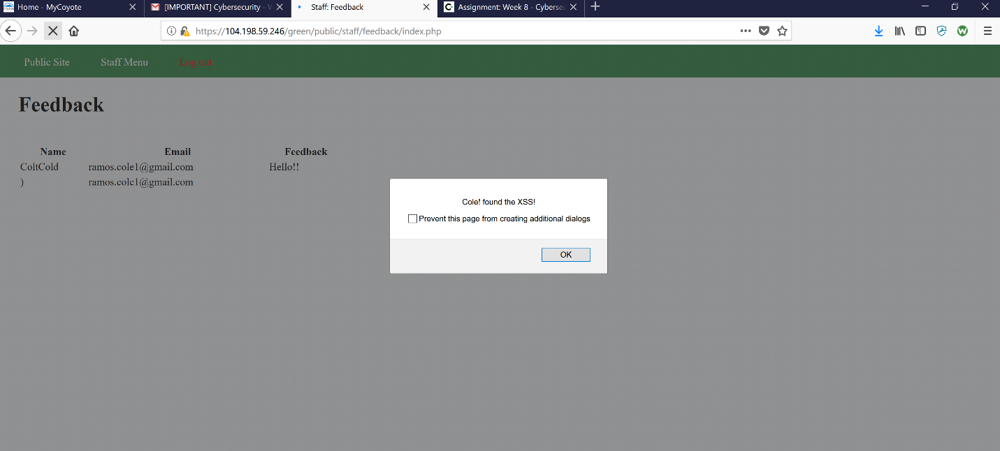 Home - MyCoyote
[IMPORTANT] Cybersecurity -
Staff: Feedback
Assignment: Week 8 - Cybersec
https://104.198.59.246/green/public/staff/feedback/index.php
Public Site
Staff Menu
Log out
Feedback
Name Email Feedback
ColtCold ramos.cole1@gmail.com Hello!!
) ramos.cole1@gmail.com
Cole! found the XSS!
Prevent this page from creating additional dialogs
OK